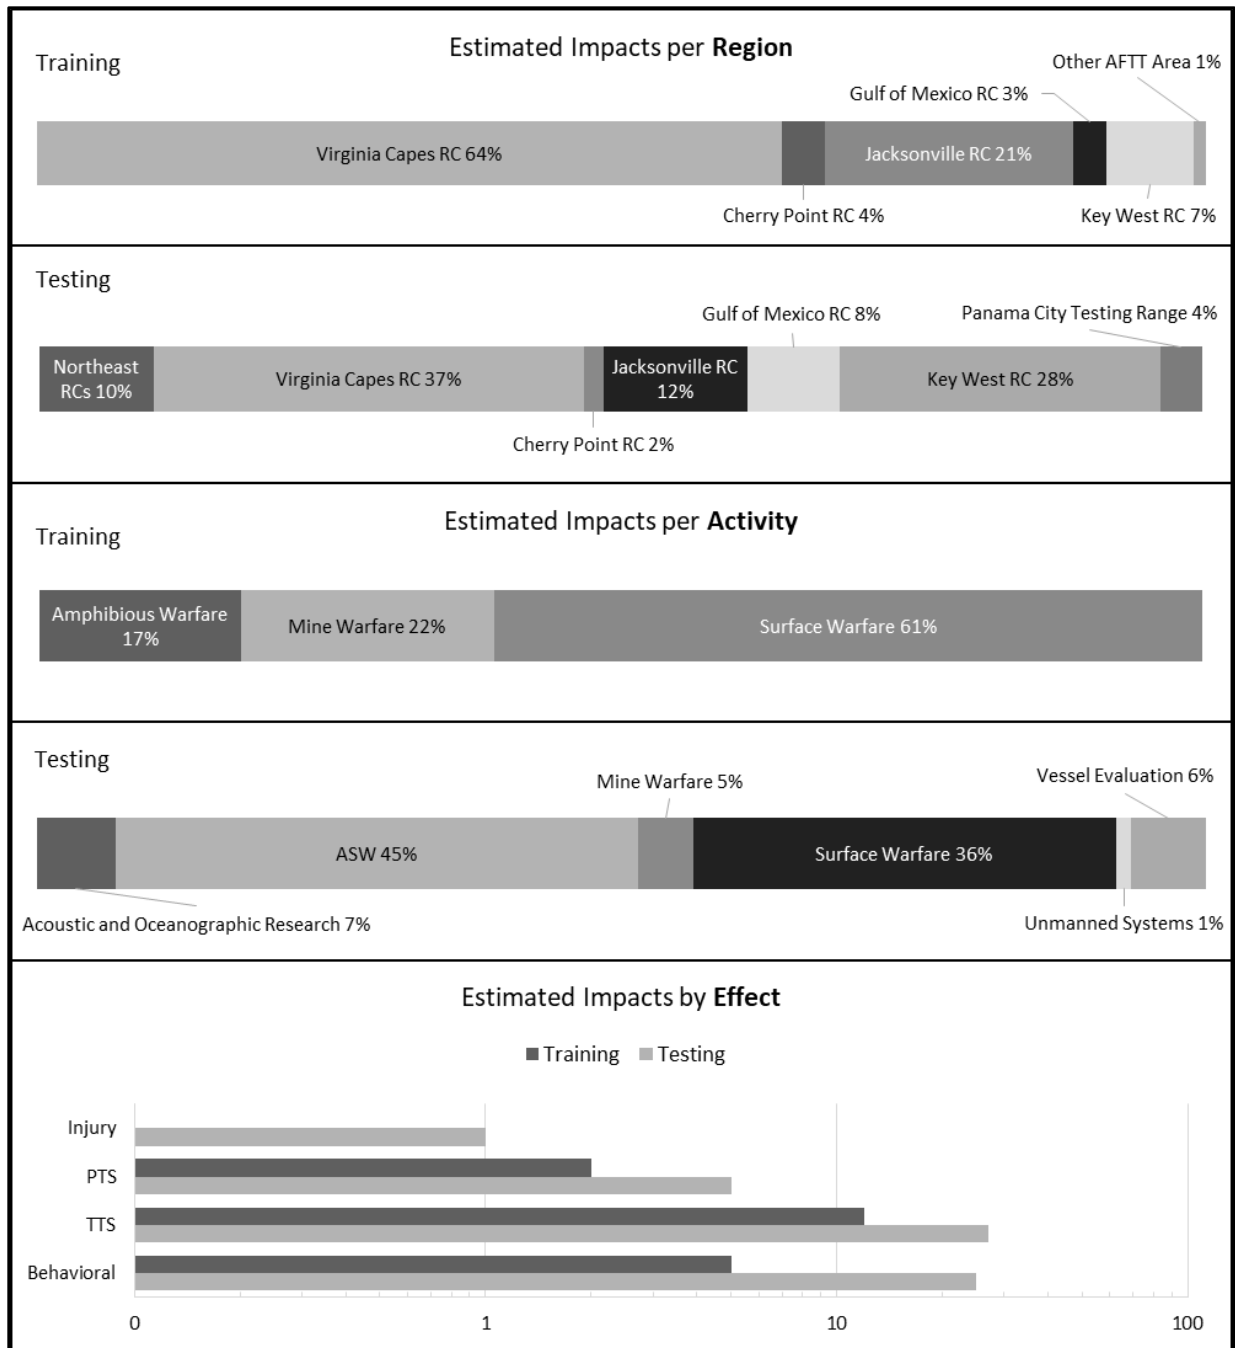 Estimated Impacts per Region
Training
Other AFTT Area 1%
Gulf of Mexico RC 3%
Virginia Capes RC 64%
Jacksonville RC 21%
Cherry Point RC 4%
Key West RC 7%
Testing
Gulf of Mexico RC 8%
Panama City Testing Range 4%
Northeast
RCs 10%
Virginia Capes RC 37%
Jacksonville RC
12%
Key West RC 28%
Cherry Point RC 2%
Estimated Impacts per Activity
Training
Amphibious Warfare
17%
Mine Warfare 22%
Surface Warfare 61%
Testing
Mine Warfare 5%
Vessel Evaluation 6%
ASW 45%
Surface Warfare 36%
Acoustic and Oceanographic Research 7%
Unmanned Systems 1%
Estimated Impacts by Effect
Training Testing
Injury
PTS
TTS
Behavioral
0 1 10 100